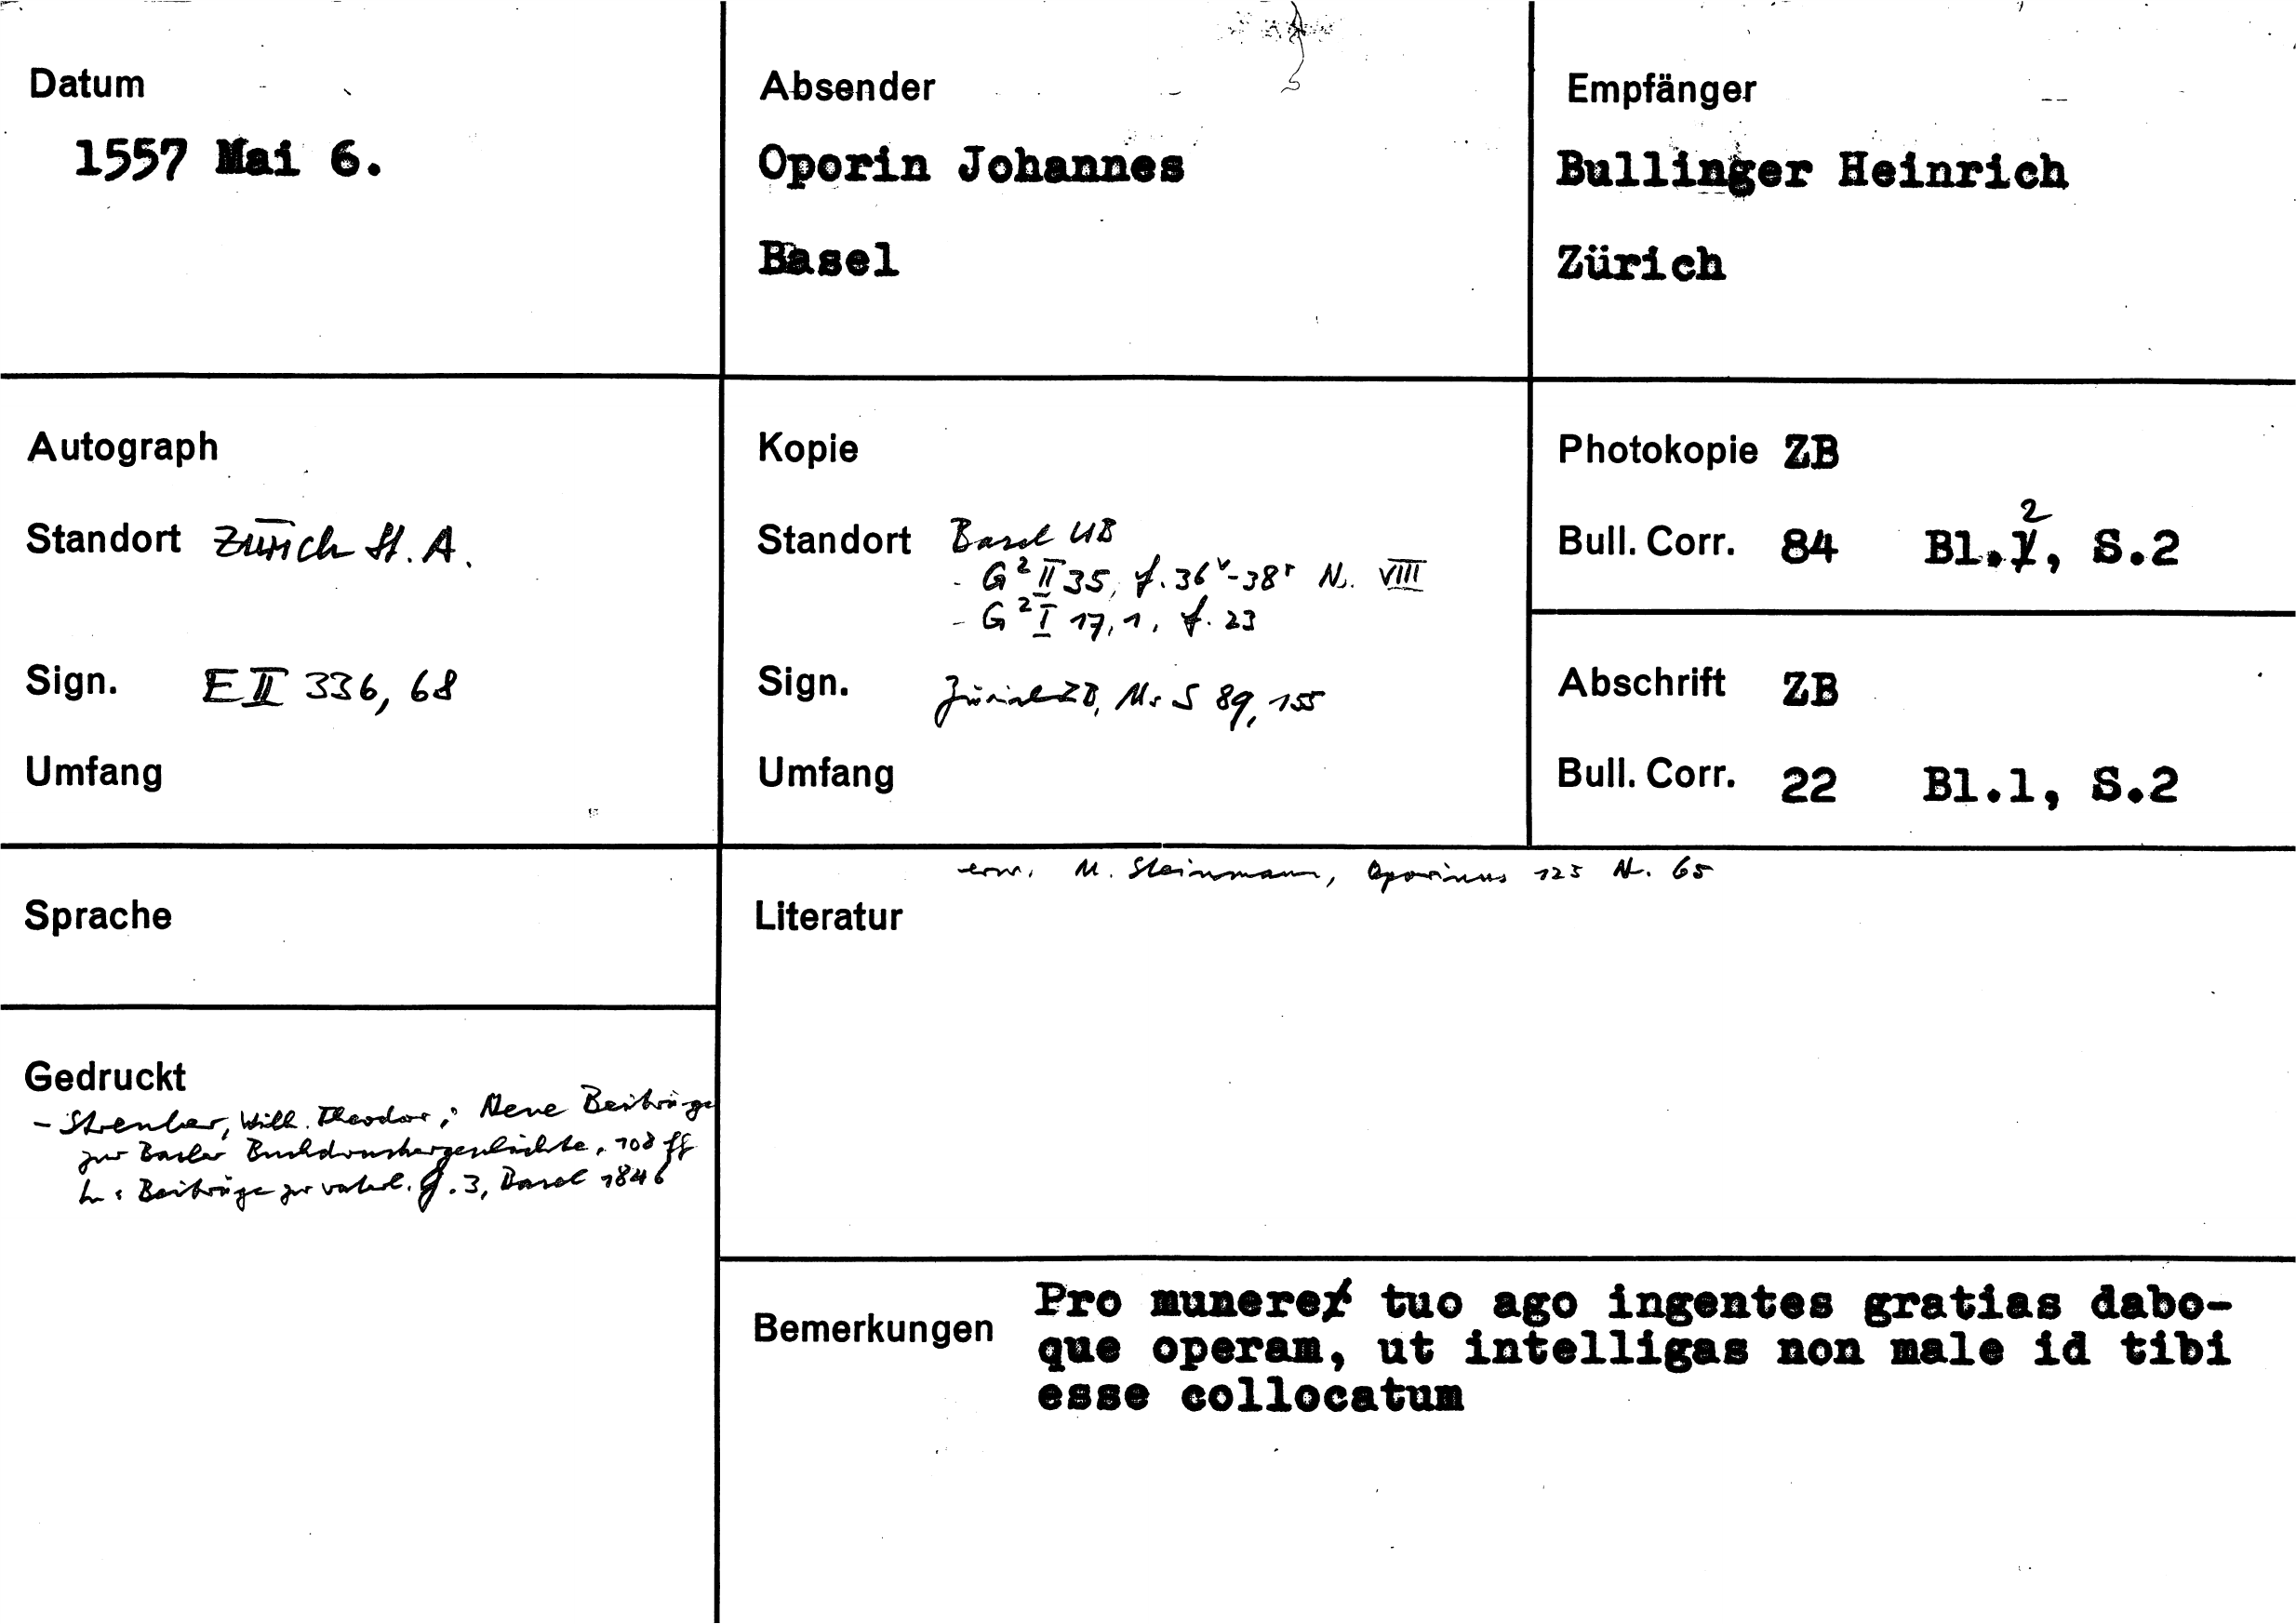 Datum
1557 Mai 6.
Absender
Oporin Johannes
Basel
Empfänger
Bullinger Heinrich
Zürich
Autograph
Standort Zürich St. A.
Sign. E II 336, 68
Umfang
Kopie
Standort Basel UB
- G² II 35, f. 36ᵛ-38ʳ N. VIII
- G² I 17,1, f. 23
Sign. Zürich ZB, Ms S 89, 155
Umfang
Photokopie ZB
Bull. Corr. 84 Bl. 2, S.2
Abschrift ZB
Bull. Corr. 22 Bl.1, S.2
Sprache
erw. M. Steinmann, Oporinus 125 N. 65
Literatur
Gedruckt
- Streuber, Wilh. Theodor; Neue Beiträge
zur Basler Buchdruckergeschichte, 108 ff
In: Beiträge zur vaterl. G. 3, Basel 1846
Bemerkungen
Pro munere tuo ago ingentes gratias dabo-
que operam, ut intelligas non male id tibi
esse collocatum